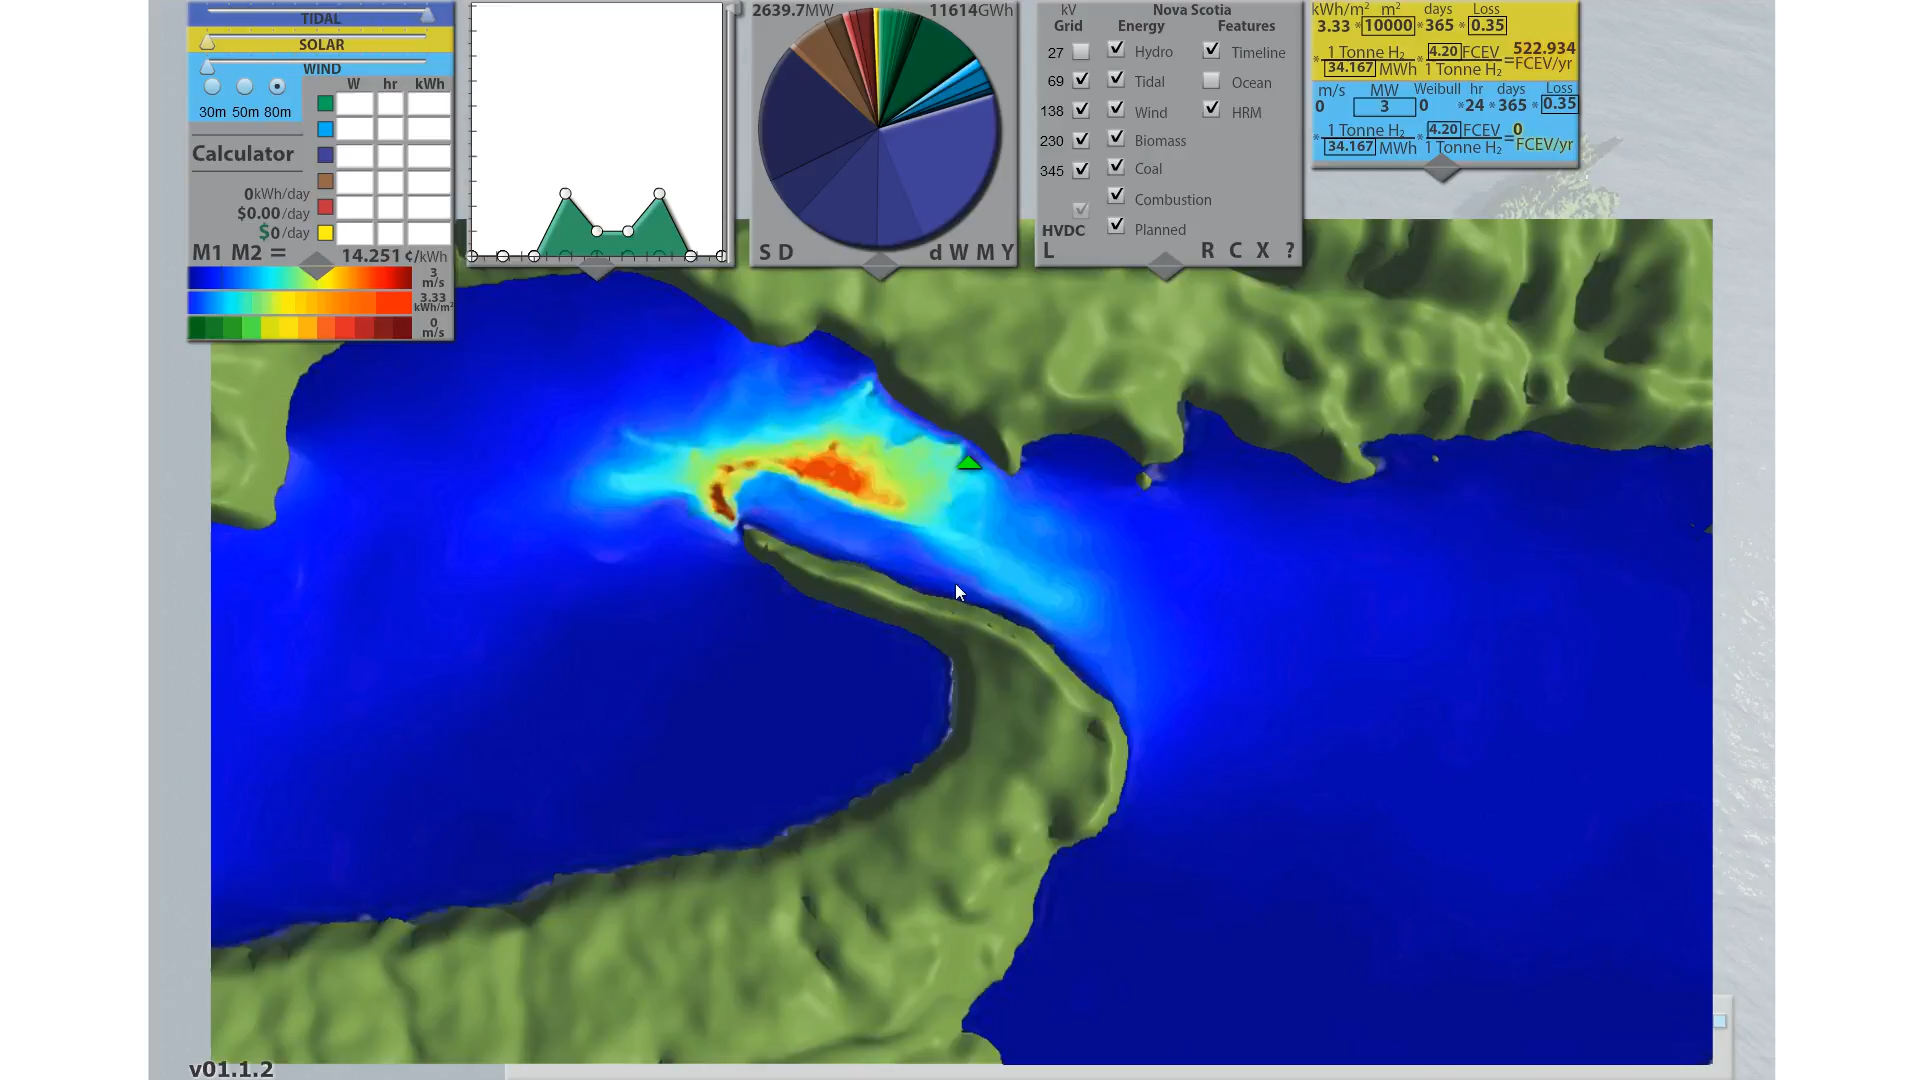 TIDAL
SOLAR
WIND
30m 50m 80m
W hr kWh
Calculator
0kWh/day
$0.00/day
$0/day
M1 M2 =
14.251 ¢/kWh
3
m/s
3.33
kWh/m²
0
m/s
2639.7MW 11614GWh
S D d W M Y
kV Nova Scotia
Grid Energy Features
27 Hydro Timeline
69 Tidal Ocean
138 Wind HRM
230 Biomass
345 Coal
Combustion
HVDC Planned
L R C X ?
kWh/m² m² days Loss
3.33 * 10000 * 365 * 0.35
* 1 Tonne H₂ * 4.20 FCEV = 522.934
34.167 MWh 1 Tonne H₂ FCEV/yr
m/s MW Weibull hr days Loss
0 3 0 *24 *365 * 0.35
* 1 Tonne H₂ * 4.20 FCEV = 0
34.167 MWh 1 Tonne H₂ FCEV/yr
v01.1.2